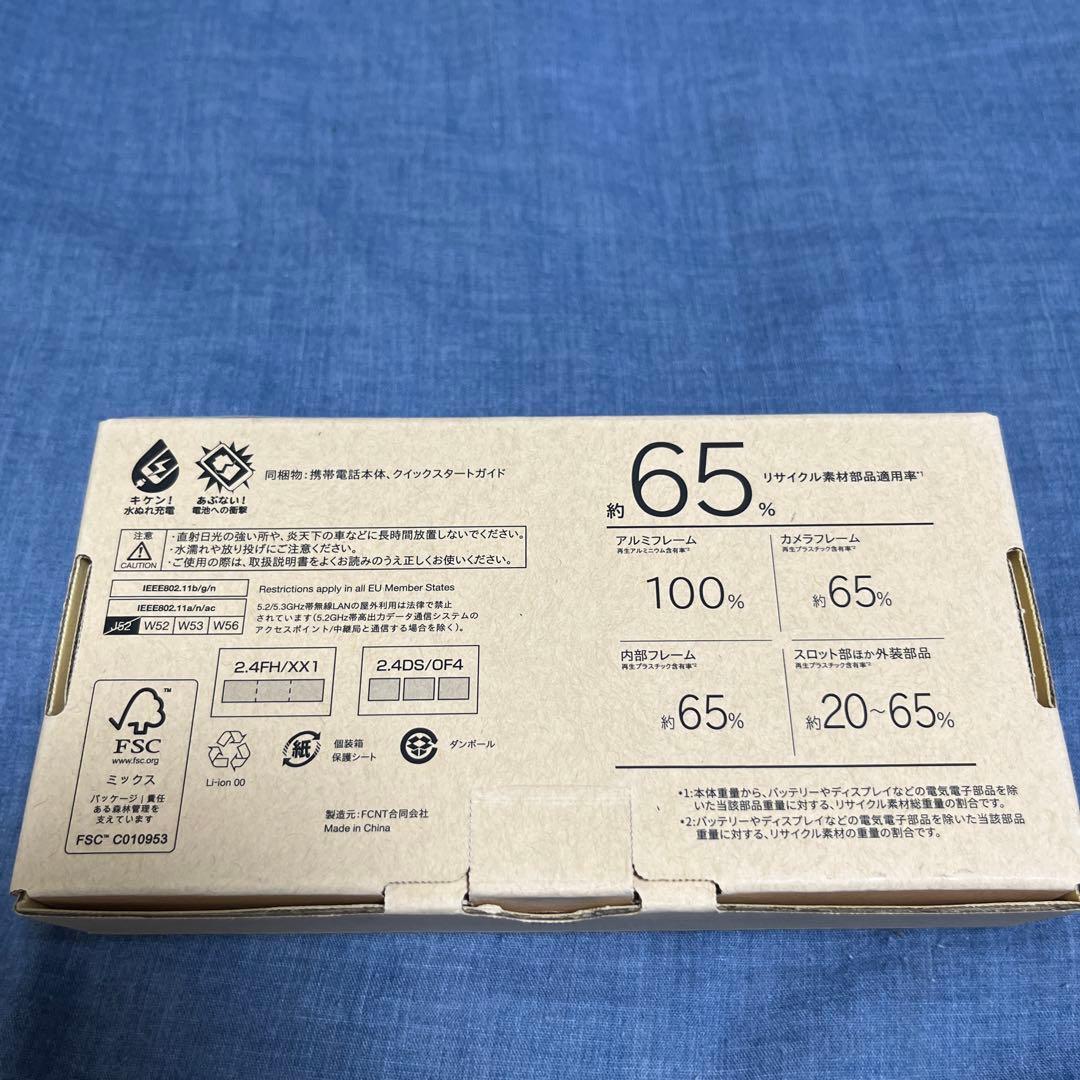 キケン!
水ぬれ充電
あぶない!
電池への衝撃
同梱物:携帯電話本体、クイックスタートガイド
注意
CAUTION
・直射日光の強い所や、炎天下の車などに長時間放置しないでください。
・水濡れや放り投げにご注意ください。
・ご使用の際は、取扱説明書をよくお読みのうえ正しくお使いください。
IEEE802.11b/g/n
IEEE802.11a/n/ac
J52 W52 W53 W56
Restrictions apply in all EU Member States
5.2/5.3GHz帯無線LANの屋外利用は法律で禁止
されています(5.2GHz帯高出力データ通信システムの
アクセスポイント/中継局と通信する場合を除く)。
2.4FH/XX1
2.4DS/OF4
FSC™
www.fsc.org
ミックス
パッケージ|責任
ある森林管理を
支えています
FSC™ C010953
Li-ion 00
紙
個装箱
保護シート
ダンボール
製造元:FCNT合同会社
Made in China
約65%
リサイクル素材部品適用率*1
アルミフレーム
再生アルミニウム含有率*2
100%
カメラフレーム
再生プラスチック含有率*2
約65%
内部フレーム
再生プラスチック含有率*2
約65%
スロット部ほか外装部品
再生プラスチック含有率*2
約20~65%
*1:本体重量から、バッテリーやディスプレイなどの電気電子部品を除
いた当該部品重量に対する、リサイクル素材総重量の割合です。
*2:バッテリーやディスプレイなどの電気電子部品を除いた当該部品
重量に対する、リサイクル素材の重量の割合です。